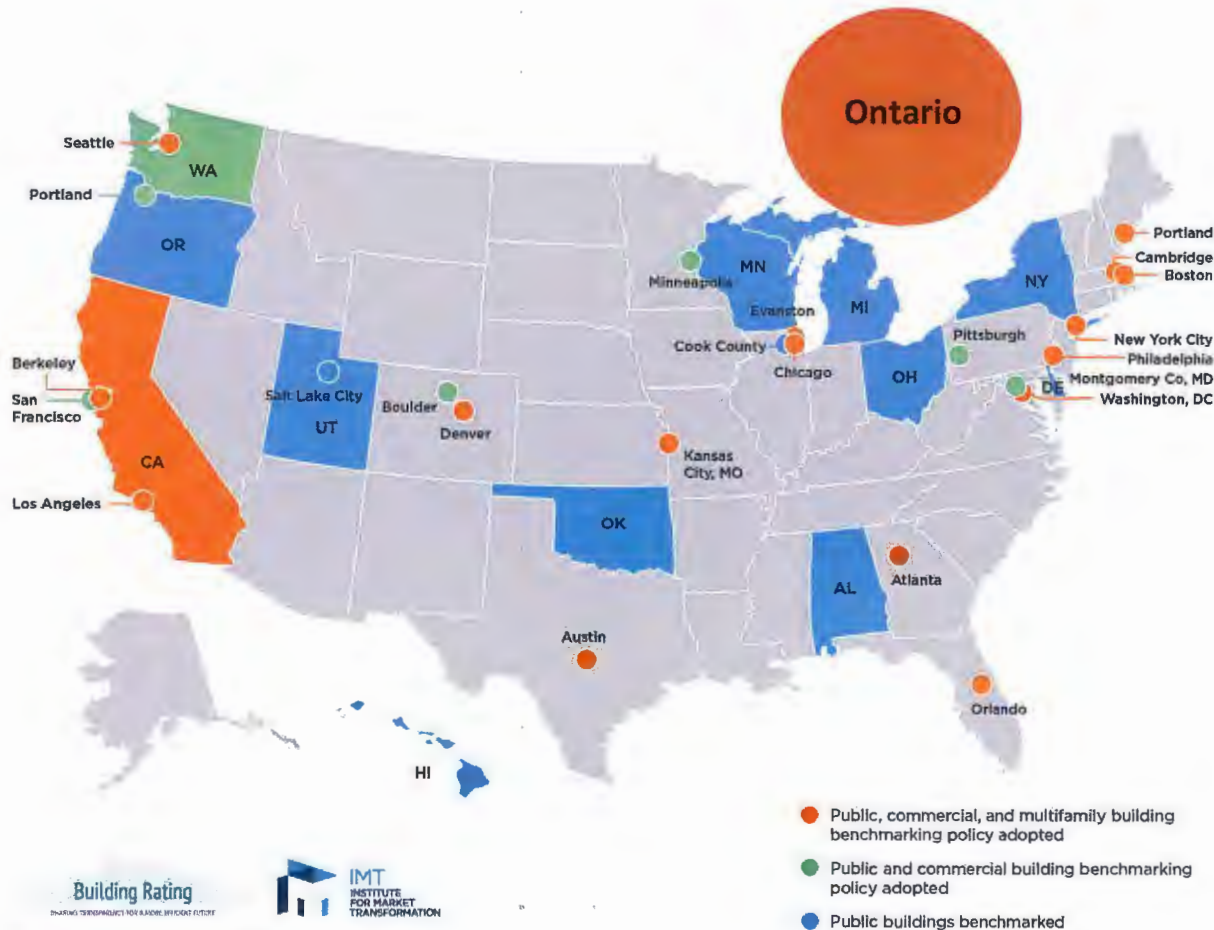 Ontario
Seattle
WA
Portland
OR
Portland
Cambridge
Boston
MN
Minneapolis
NY
MI
Evanston
Pittsburgh
New York City
Cook County
Philadelphia
Berkeley
Chicago
OH
Montgomery Co, MD
DE
Washington, DC
San
Francisco
Salt Lake City
Boulder
Denver
UT
Kansas
City, MO
CA
Los Angeles
OK
AL
Atlanta
Austin
Orlando
HI
Public, commercial, and multifamily building
benchmarking policy adopted
Public and commercial building benchmarking
policy adopted
Public buildings benchmarked
Building Rating
IMT
INSTITUTE
FOR MARKET
TRANSFORMATION